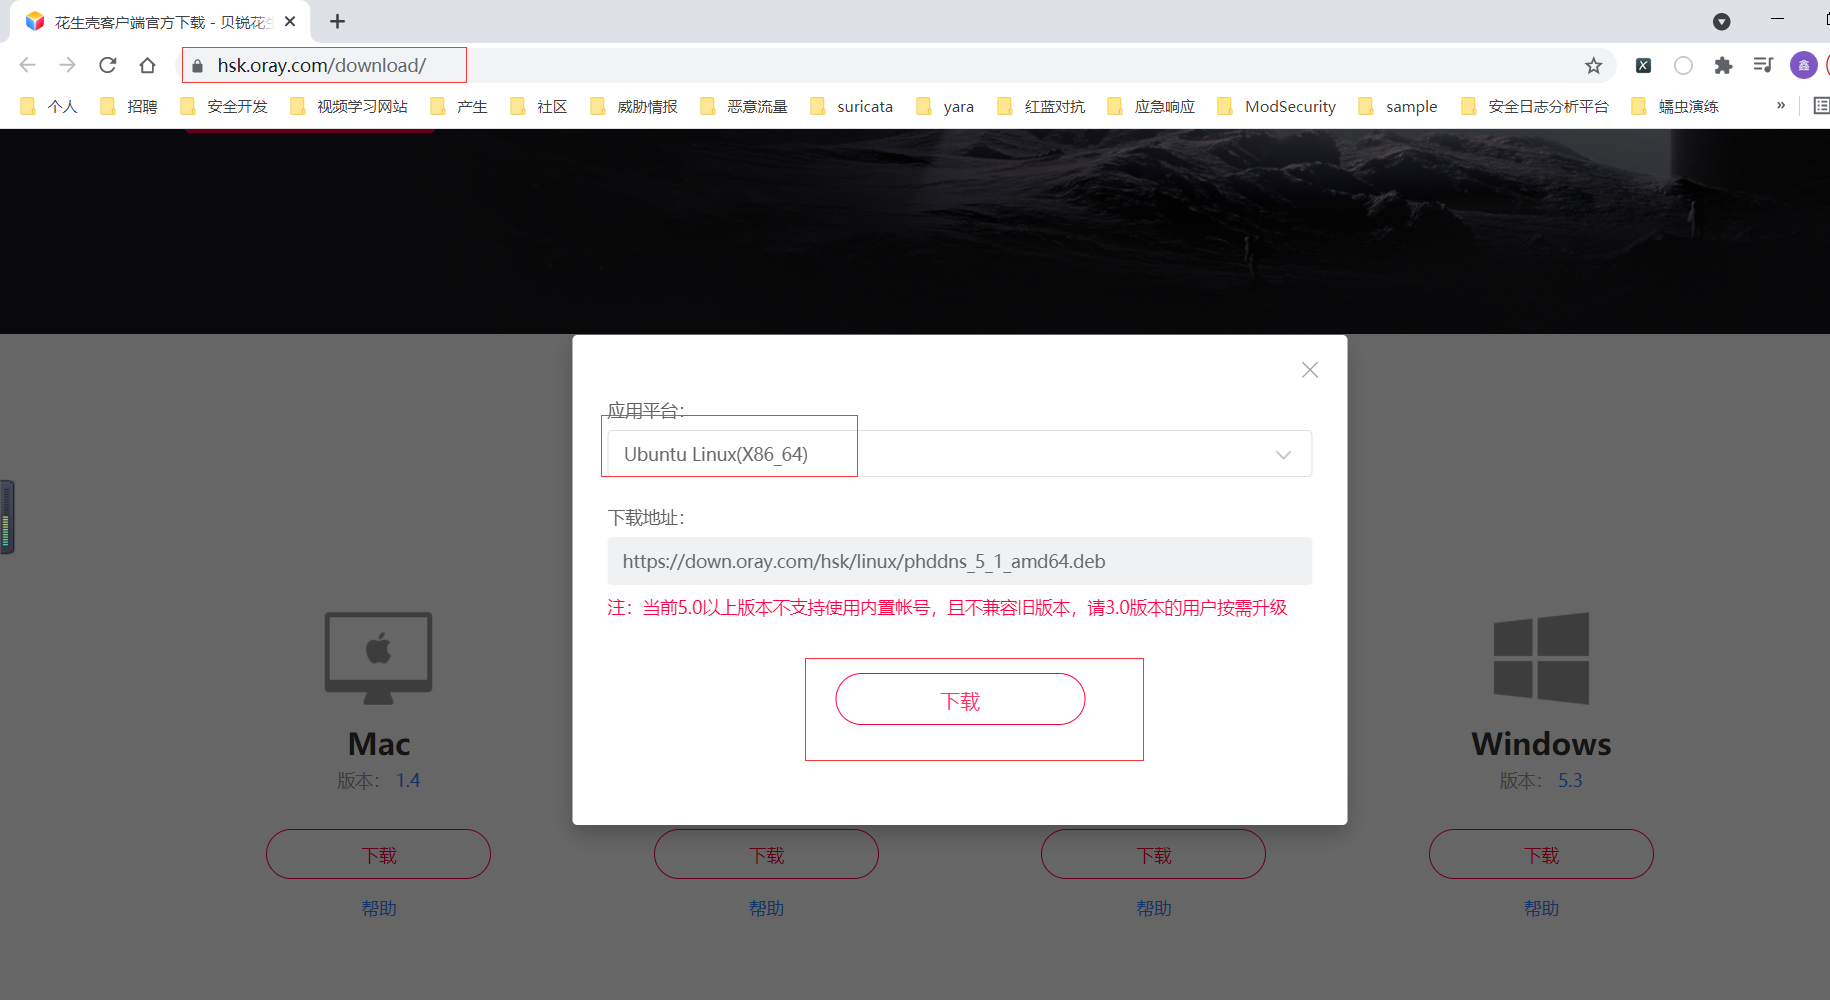 花生壳客户端官方下载 - 贝锐花生
hsk.oray.com/download/
鑫
个人 招聘 安全开发 视频学习网站 产生 社区 威胁情报 恶意流量 suricata yara 红蓝对抗 应急响应 ModSecurity sample 安全日志分析平台 蠕虫演练 »
应用平台：
Ubuntu Linux(X86_64)
下载地址：
https://down.oray.com/hsk/linux/phddns_5_1_amd64.deb
注：当前5.0以上版本不支持使用内置帐号，且不兼容旧版本，请3.0版本的用户按需升级
下载
Mac
版本： 1.4
下载
帮助
下载
帮助
下载
帮助
Windows
版本： 5.3
下载
帮助